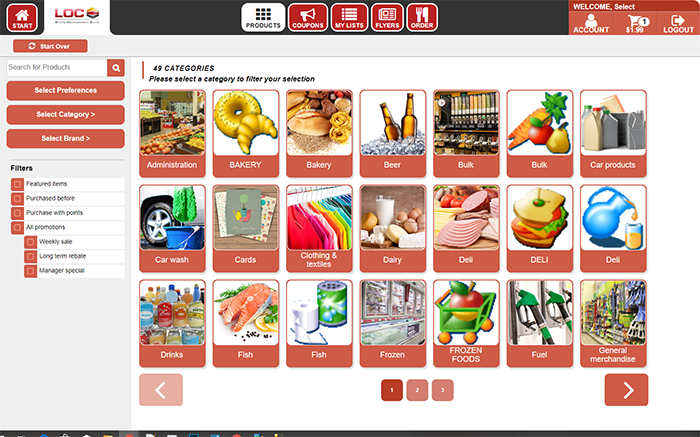 START
LOC
PRODUCTS
COUPONS
MY LISTS
FLYERS
ORDER
WELCOME, Select
ACCOUNT
1
$1.99
LOGOUT
Start Over
Search for Products
Select Preferences
Select Category >
Select Brand >
Filters
Featured items
Purchased before
Purchase with points
All promotions
Weekly sale
Long term rebate
Manager special
49 CATEGORIES
Please select a category to filter your selection
Administration
BAKERY
Bakery
Beer
Bulk
Bulk
Car products
Car wash
Cards
Clothing &
textiles
Dairy
Deli
DELI
Deli
Drinks
Fish
Fish
Frozen
FROZEN
FOODS
Fuel
General
merchandise
1
2
3